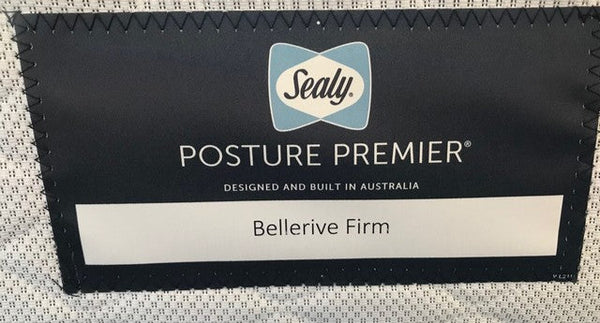 Sealy®
POSTURE PREMIER®
DESIGNED AND BUILT IN AUSTRALIA
Bellerive Firm